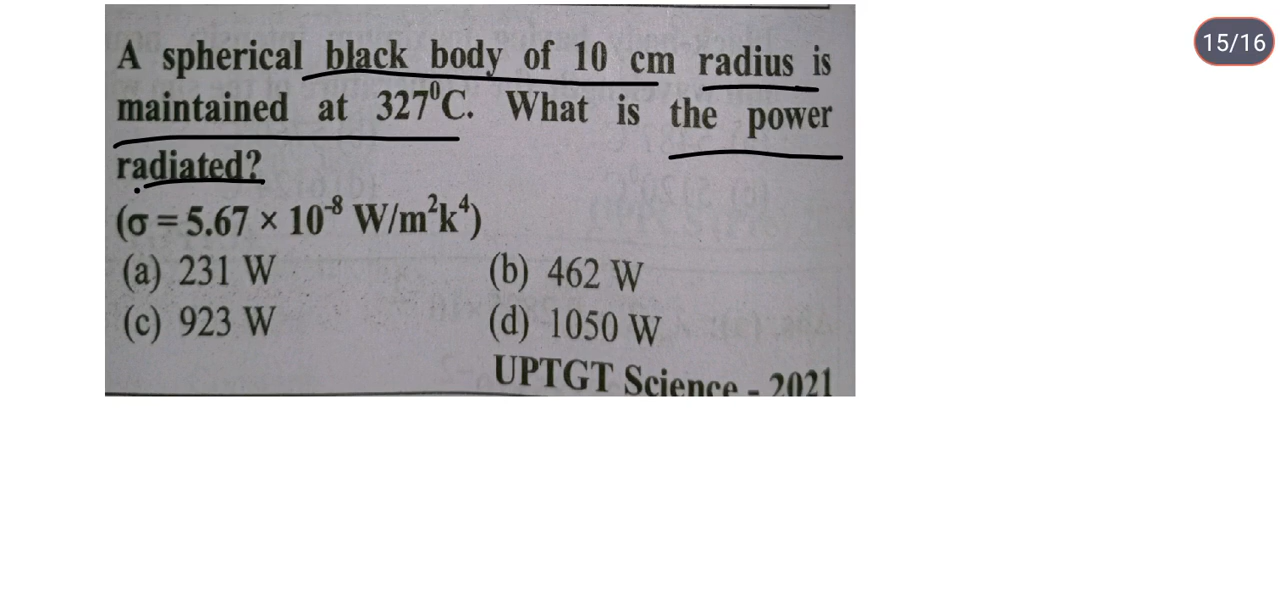 A spherical black body of 10 cm radius is
maintained at 327⁰C. What is the power
radiated?
(σ = 5.67 × 10⁻⁸ W/m²k⁴)
(a) 231 W (b) 462 W
(c) 923 W (d) 1050 W
UPTGT Science - 2021
15/16